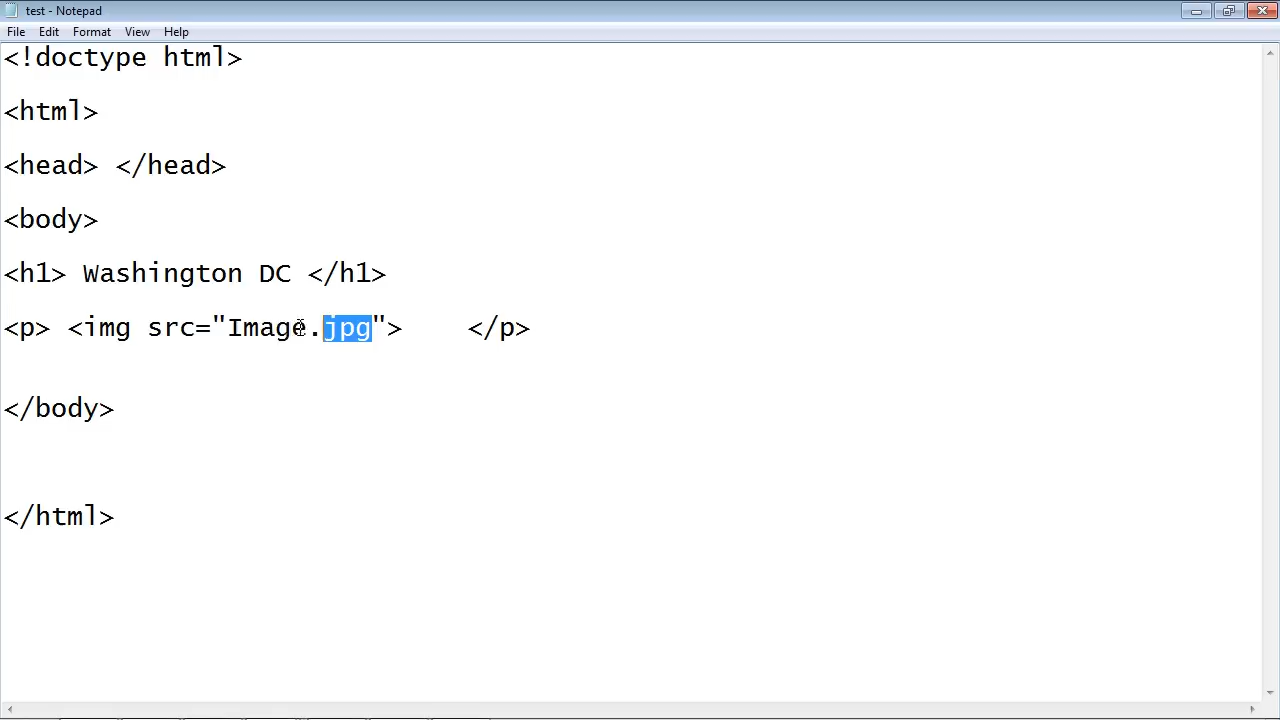 test - Notepad
File Edit Format View Help
<!doctype html>
<html>
<head> </head>
<body>
<h1> Washington DC </h1>
<p> <img src="Image.jpg">    </p>
</body>
</html>